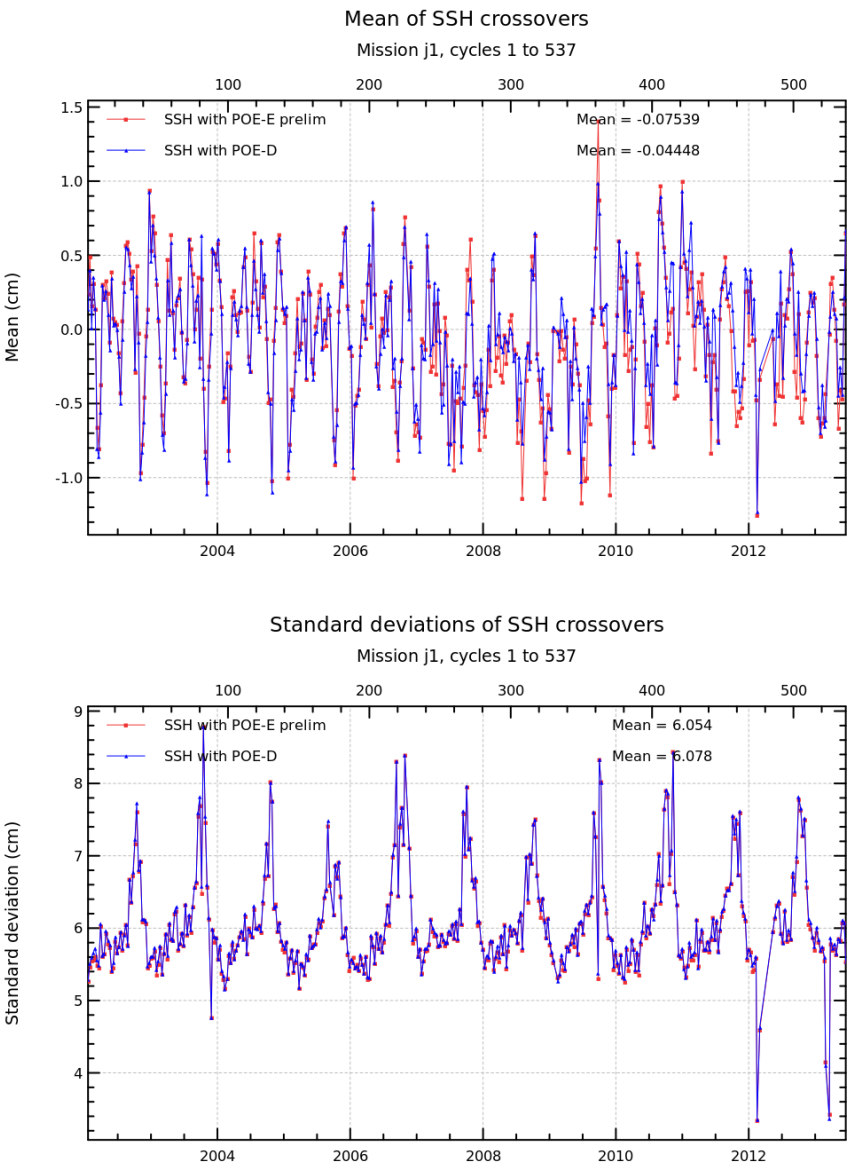 Mean of SSH crossovers
Mission j1, cycles 1 to 537
100 200 300 400 500
1.5
SSH with POE-E prelim Mean = -0.07539
SSH with POE-D Mean = -0.04448
1.0
0.5
0.0
-0.5
-1.0
Mean (cm)
2004 2006 2008 2010 2012
Standard deviations of SSH crossovers
Mission j1, cycles 1 to 537
100 200 300 400 500
9
SSH with POE-E prelim Mean = 6.054
SSH with POE-D Mean = 6.078
8
7
6
5
4
Standard deviation (cm)
2004 2006 2008 2010 2012